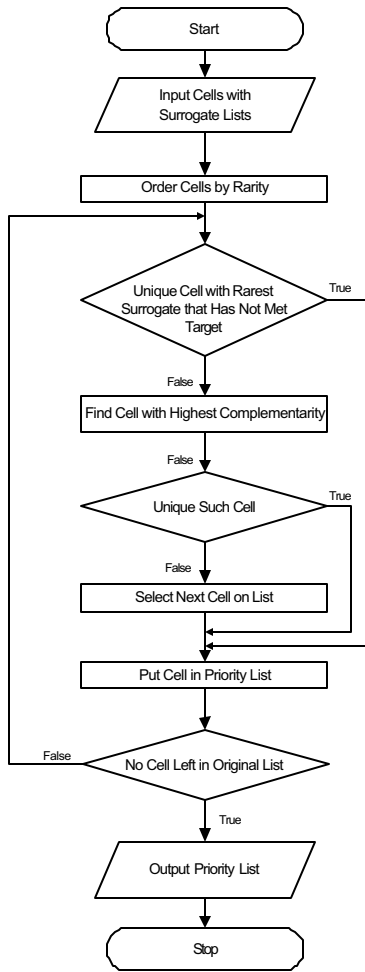 Start
Input Cells with
Surrogate Lists
Order Cells by Rarity
Unique Cell with Rarest
Surrogate that Has Not Met
Target
True
False
Find Cell with Highest Complementarity
False
Unique Such Cell
True
False
Select Next Cell on List
Put Cell in Priority List
False
No Cell Left in Original List
True
Output Priority List
Stop